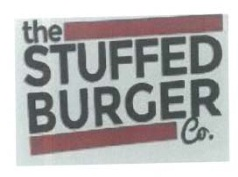 the
STUFFED
BURGER
Co.